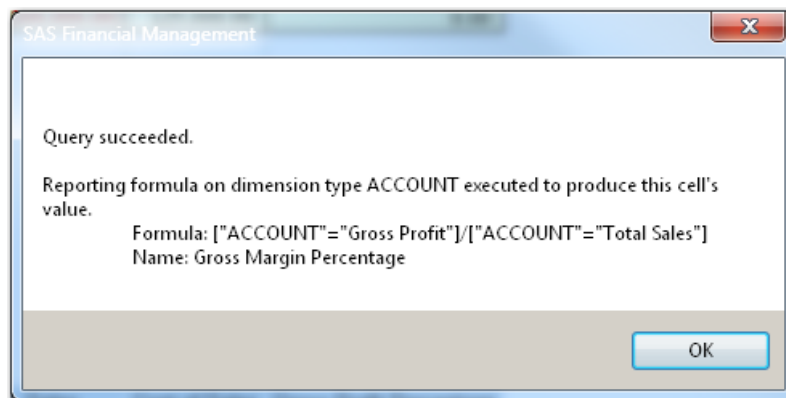 SAS Financial Management
Query succeeded.
Reporting formula on dimension type ACCOUNT executed to produce this cell's
value.
Formula: ["ACCOUNT"="Gross Profit"]/["ACCOUNT"="Total Sales"]
Name: Gross Margin Percentage
OK